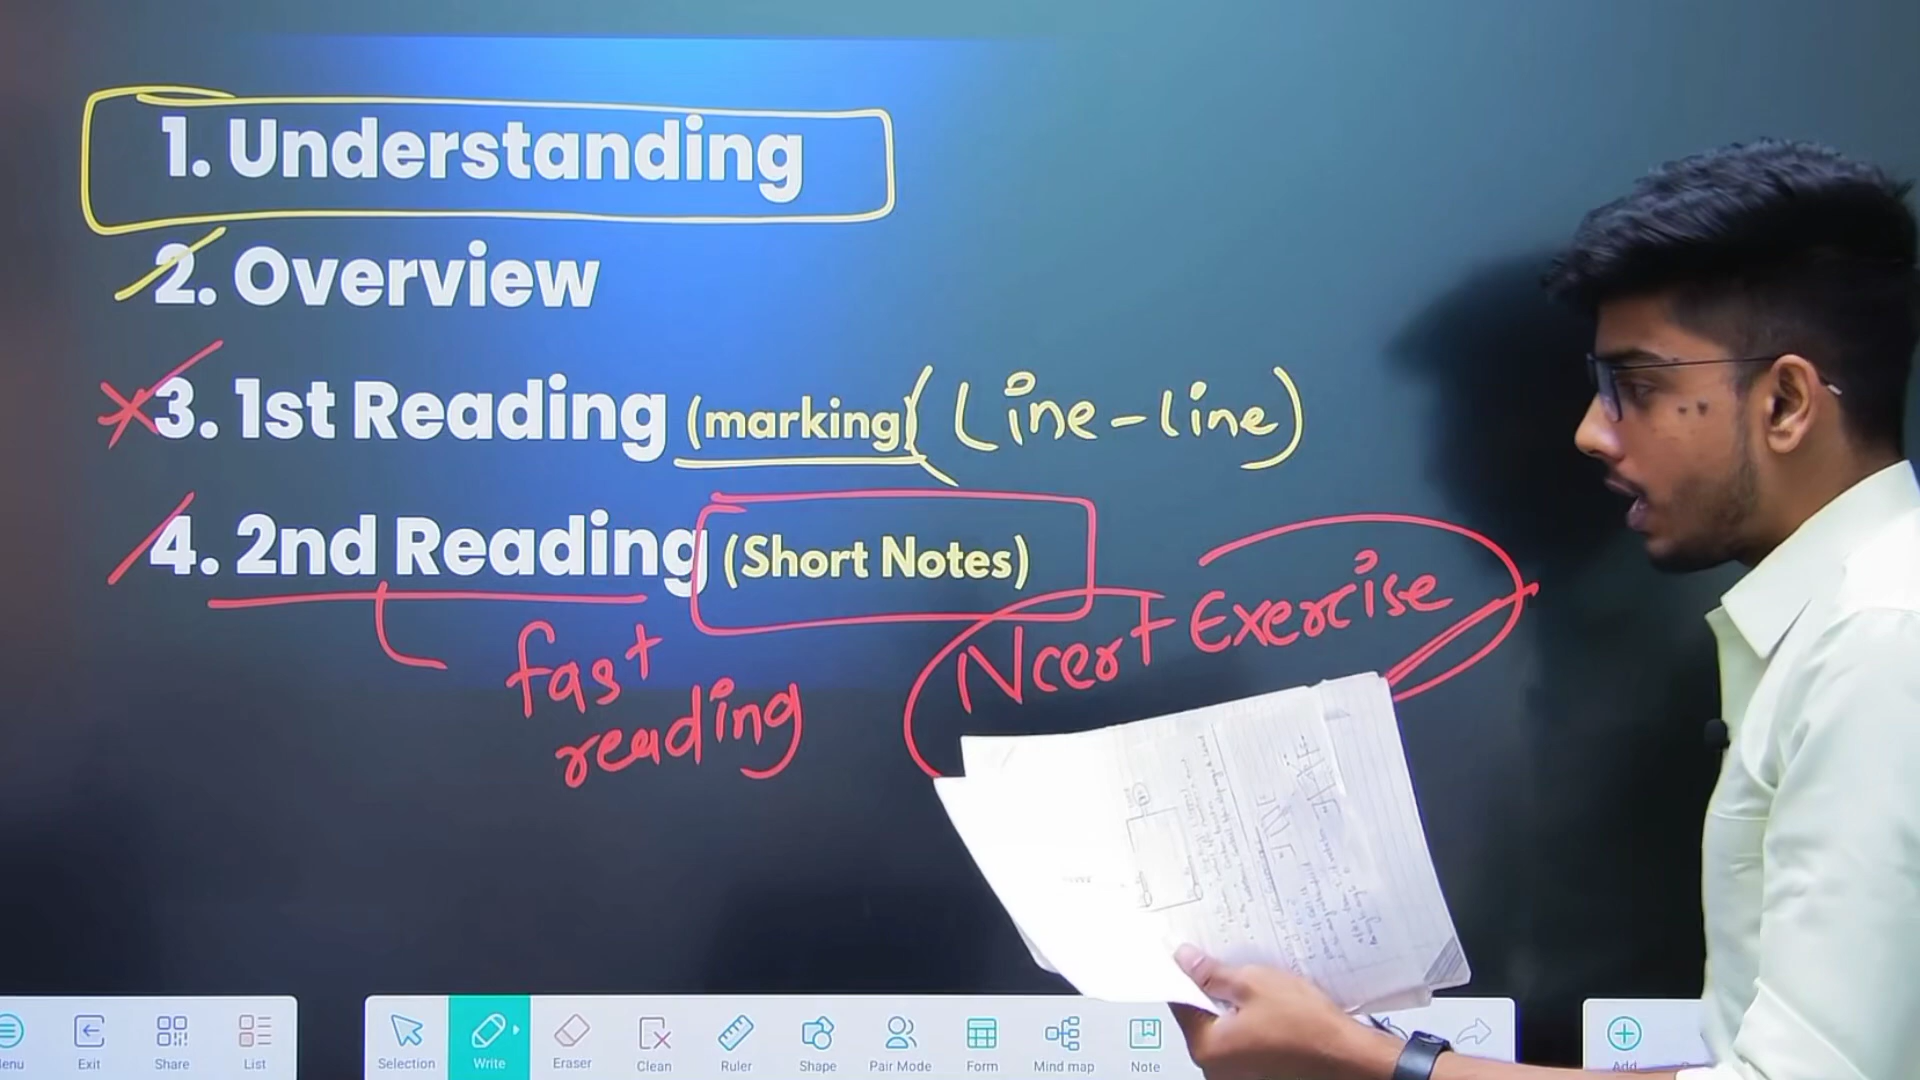 1. Understanding
2. Overview
3. 1st Reading (marking) (Line-line)
4. 2nd Reading (Short Notes)
fast
reading
Ncert Exercise
Exit
Share
List
Selection
Write
Eraser
Clean
Ruler
Shape
Pair Mode
Form
Mind map
Note
Add